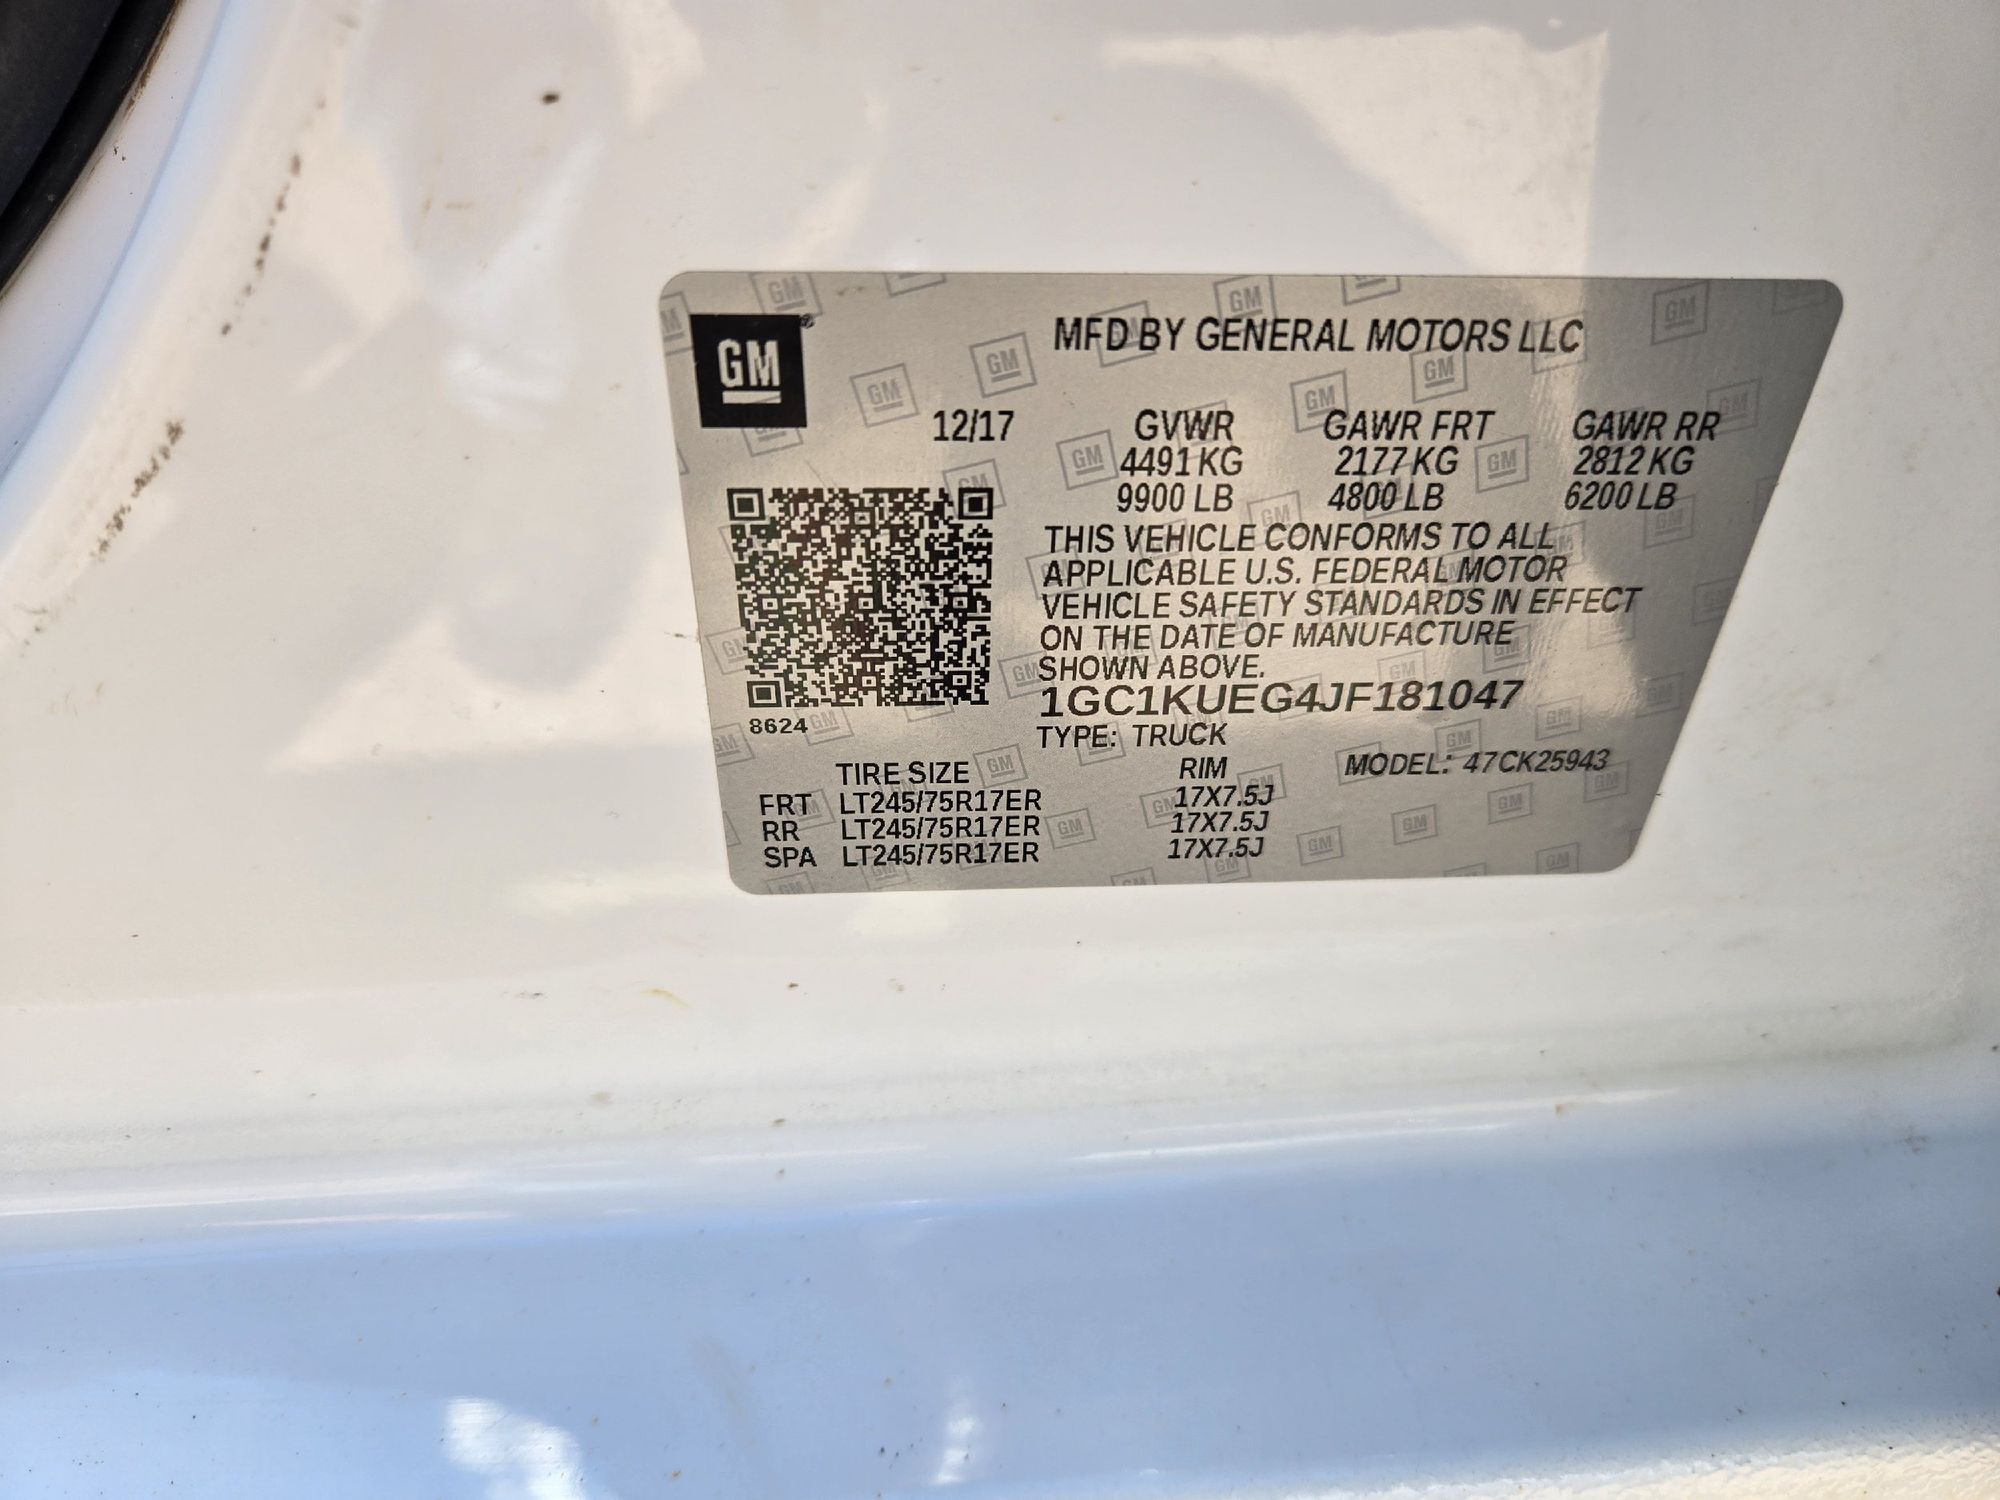 GM
MFD BY GENERAL MOTORS LLC
12/17 GVWR GAWR FRT GAWR RR
4491 KG 2177 KG 2812 KG
9900 LB 4800 LB 6200 LB
THIS VEHICLE CONFORMS TO ALL
APPLICABLE U.S. FEDERAL MOTOR
VEHICLE SAFETY STANDARDS IN EFFECT
ON THE DATE OF MANUFACTURE
SHOWN ABOVE.
1GC1KUEG4JF181047
8624
TYPE: TRUCK
TIRE SIZE RIM MODEL: 47CK25943
FRT LT245/75R17ER 17X7.5J
RR LT245/75R17ER 17X7.5J
SPA LT245/75R17ER 17X7.5J